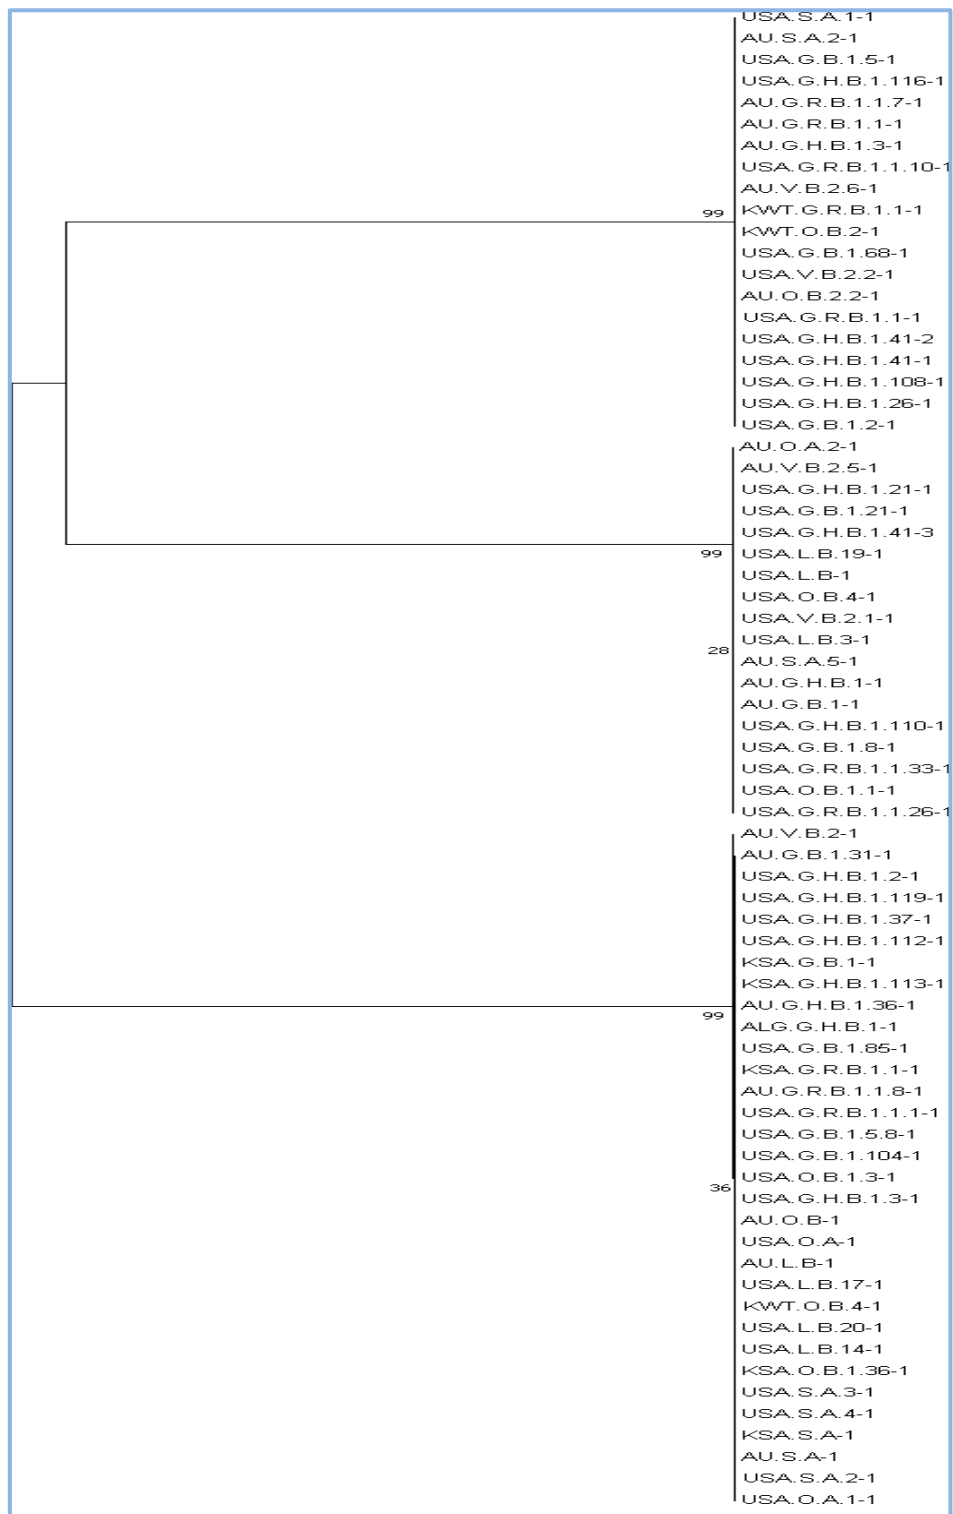 USA.S.A.1-1
AU.S.A.2-1
USA.G.B.1.5-1
USA.G.H.B.1.116-1
AU.G.R.B.1.1.7-1
AU.G.R.B.1.1-1
AU.G.H.B.1.3-1
USA.G.R.B.1.1.10-1
AU.V.B.2.6-1
99 KWT.G.R.B.1.1-1
KWT.O.B.2-1
USA.G.B.1.68-1
USA.V.B.2.2-1
AU.O.B.2.2-1
USA.G.R.B.1.1-1
USA.G.H.B.1.41-2
USA.G.H.B.1.41-1
USA.G.H.B.1.108-1
USA.G.H.B.1.26-1
USA.G.B.1.2-1
AU.O.A.2-1
AU.V.B.2.5-1
USA.G.H.B.1.21-1
USA.G.B.1.21-1
USA.G.H.B.1.41-3
99 USA.L.B.19-1
USA.L.B-1
USA.O.B.4-1
USA.V.B.2.1-1
USA.L.B.3-1
28
AU.S.A.5-1
AU.G.H.B.1-1
AU.G.B.1-1
USA.G.H.B.1.110-1
USA.G.B.1.8-1
USA.G.R.B.1.1.33-1
USA.O.B.1.1-1
USA.G.R.B.1.1.26-1
AU.V.B.2-1
AU.G.B.1.31-1
USA.G.H.B.1.2-1
USA.G.H.B.1.119-1
USA.G.H.B.1.37-1
USA.G.H.B.1.112-1
KSA.G.B.1-1
KSA.G.H.B.1.113-1
AU.G.H.B.1.36-1
99
ALG.G.H.B.1-1
USA.G.B.1.85-1
KSA.G.R.B.1.1-1
AU.G.R.B.1.1.8-1
USA.G.R.B.1.1.1-1
USA.G.B.1.5.8-1
USA.G.B.1.104-1
USA.O.B.1.3-1
36
USA.G.H.B.1.3-1
AU.O.B-1
USA.O.A-1
AU.L.B-1
USA.L.B.17-1
KWT.O.B.4-1
USA.L.B.20-1
USA.L.B.14-1
KSA.O.B.1.36-1
USA.S.A.3-1
USA.S.A.4-1
KSA.S.A-1
AU.S.A-1
USA.S.A.2-1
USA.O.A.1-1